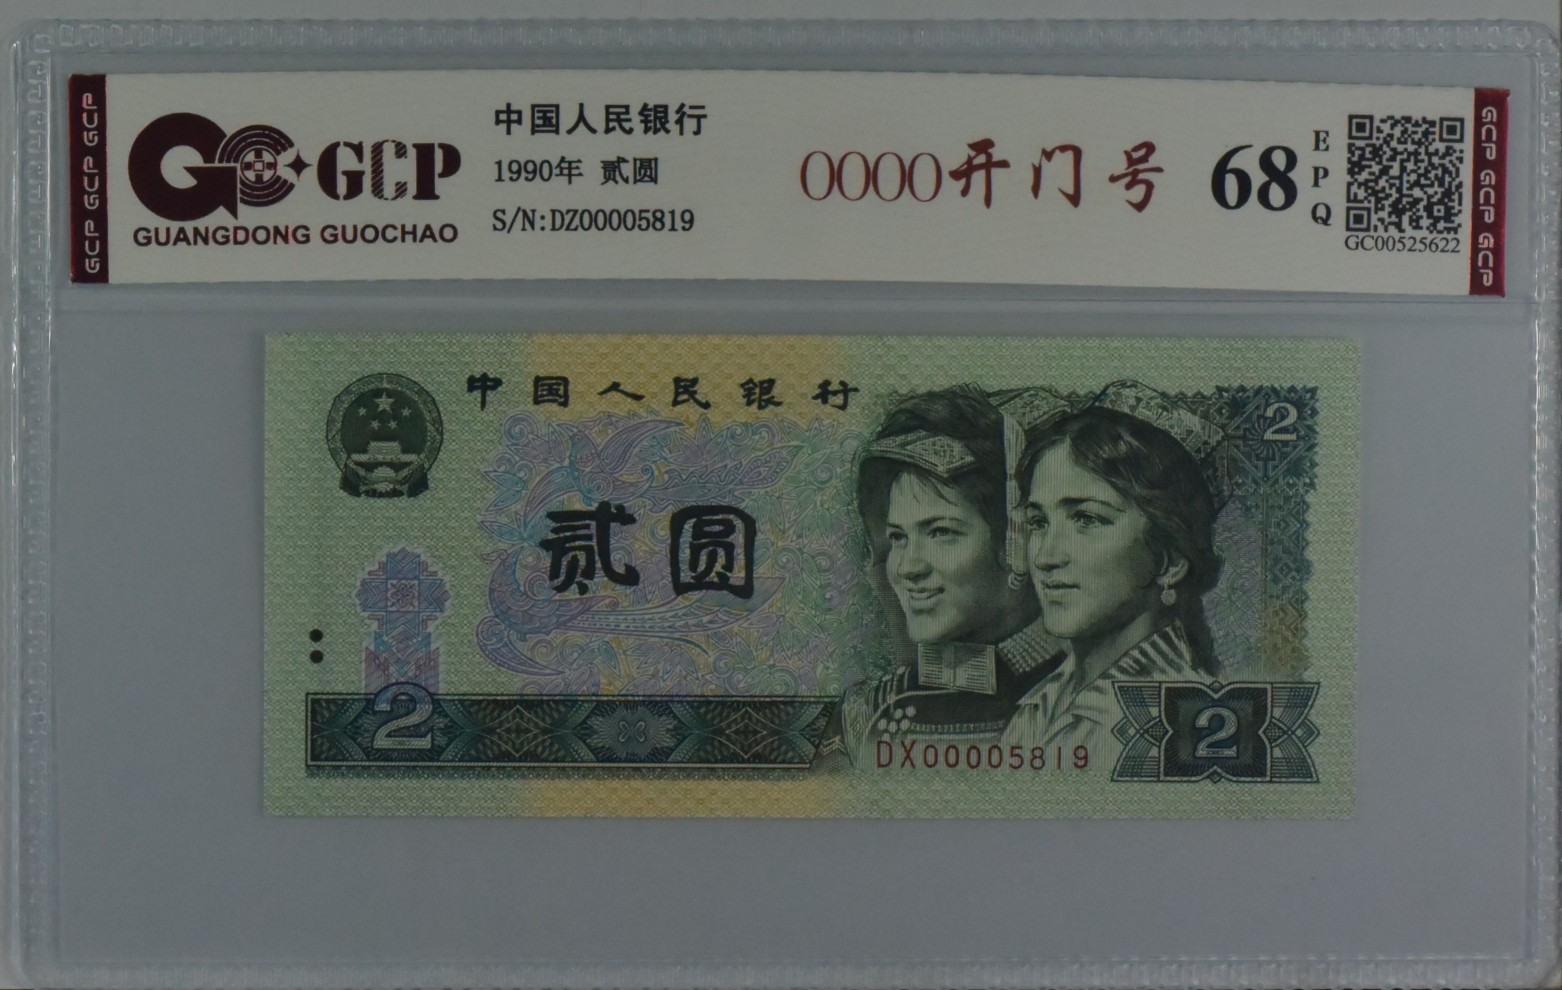 GCP GCP GCP
GCP
GUANGDONG GUOCHAO
中国人民银行
1990年 贰圆
S/N:DZ00005819
0000开门号
68
EPQ
GC00525622
GCP GCP GCP
中国人民银行
2
贰圆
2
DX00005819
2